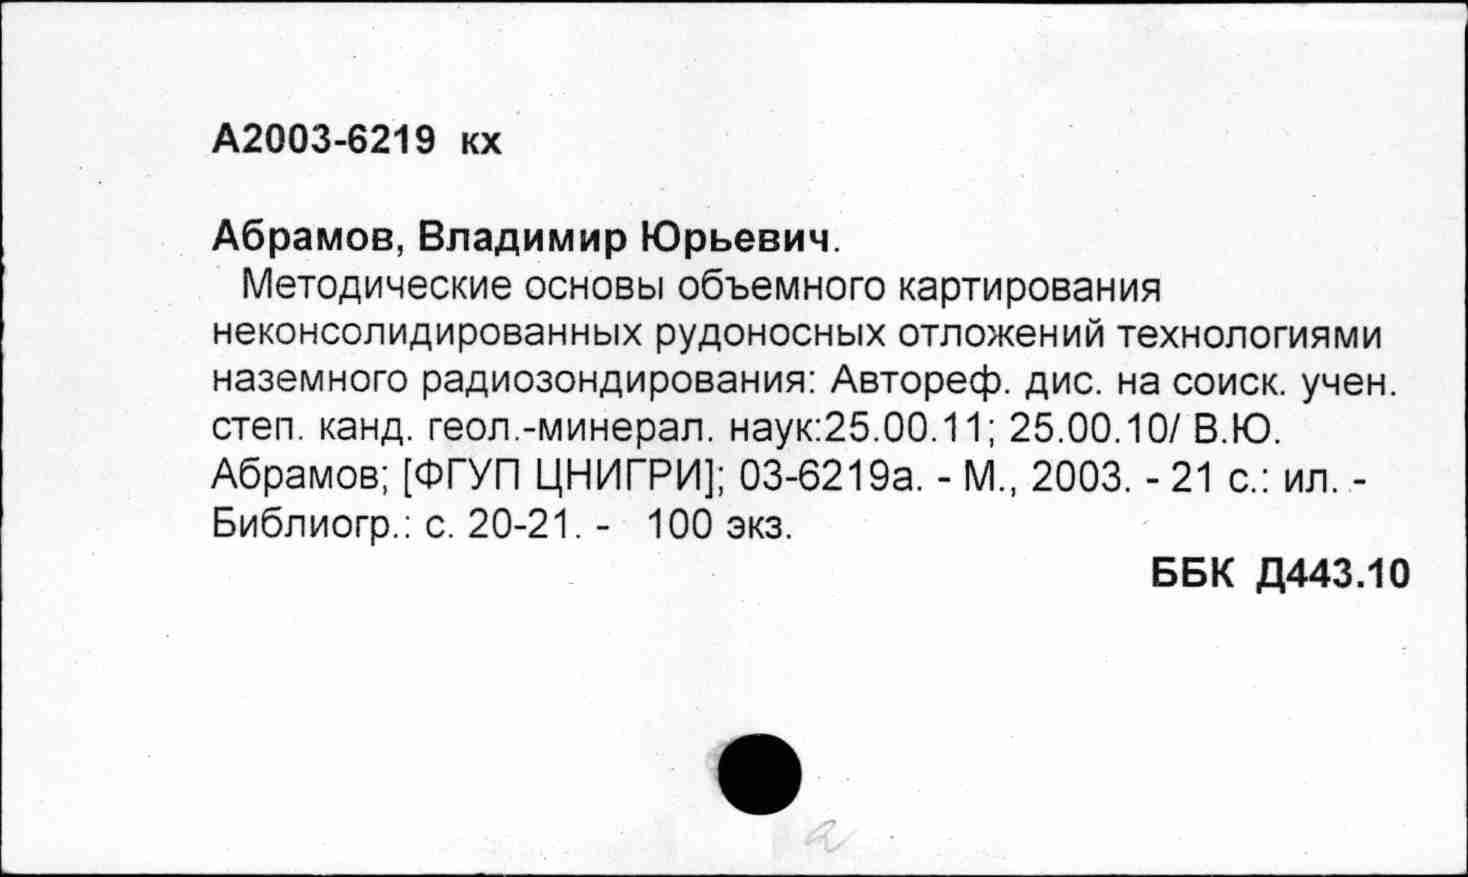 А2003-6219 кх
Абрамов, Владимир Юрьевич.
Методические основы объемного картирования
неконсолидированных рудоносных отложений технологиями
наземного радиозондирования: Автореф. дис. на соиск. учен.
степ. канд. геол.-минерал. наук:25.00.11; 25.00.10/ В.Ю.
Абрамов; [ФГУП ЦНИГРИ]; 03-6219а. - М., 2003. - 21 с.: ил. -
Библиогр.: с. 20-21. - 100 экз.
ББК Д443.10
а